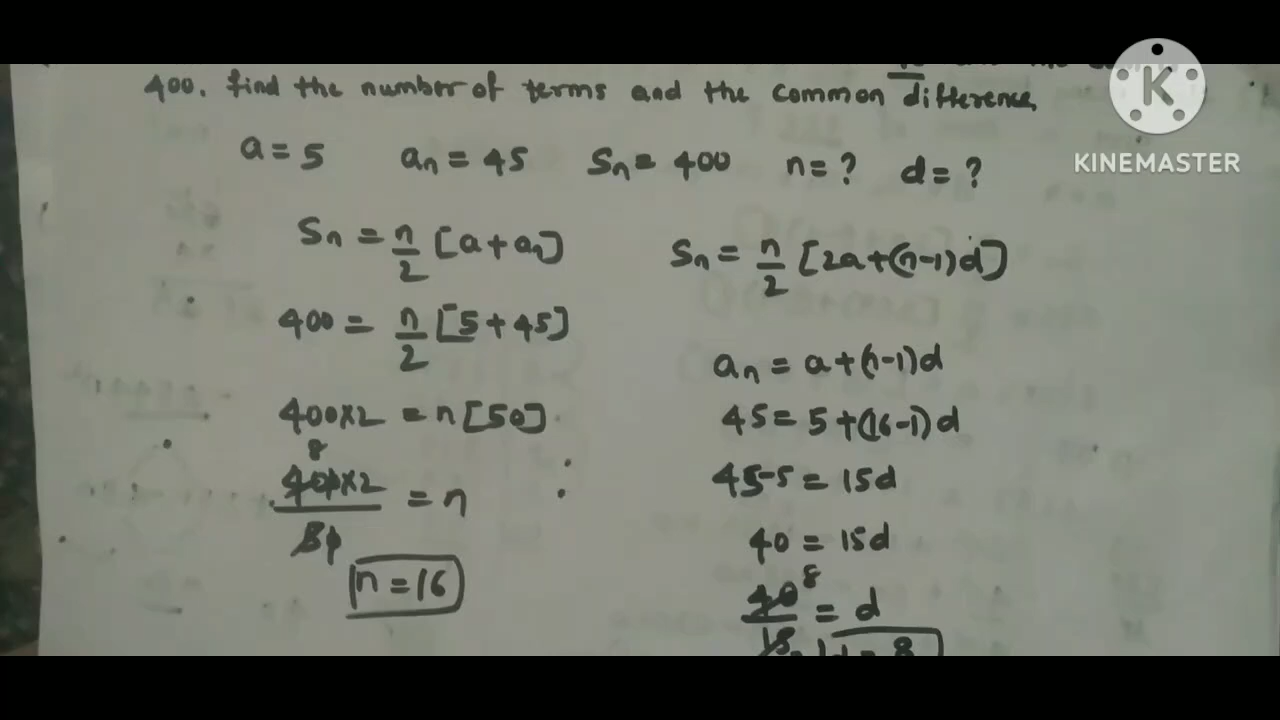 400. find the number of terms and the common difference.
K
KINEMASTER
a = 5 an = 45 Sn = 400 n = ? d = ?
Sn = n/2 [a + an]
400 = n/2 [5 + 45]
400×2 = n[50]
8
400×2/50 = n
n = 16
Sn = n/2 [2a + (n-1)d]
an = a + (n-1)d
45 = 5 + (16-1)d
45-5 = 15d
40 = 15d
8
40/15 = d